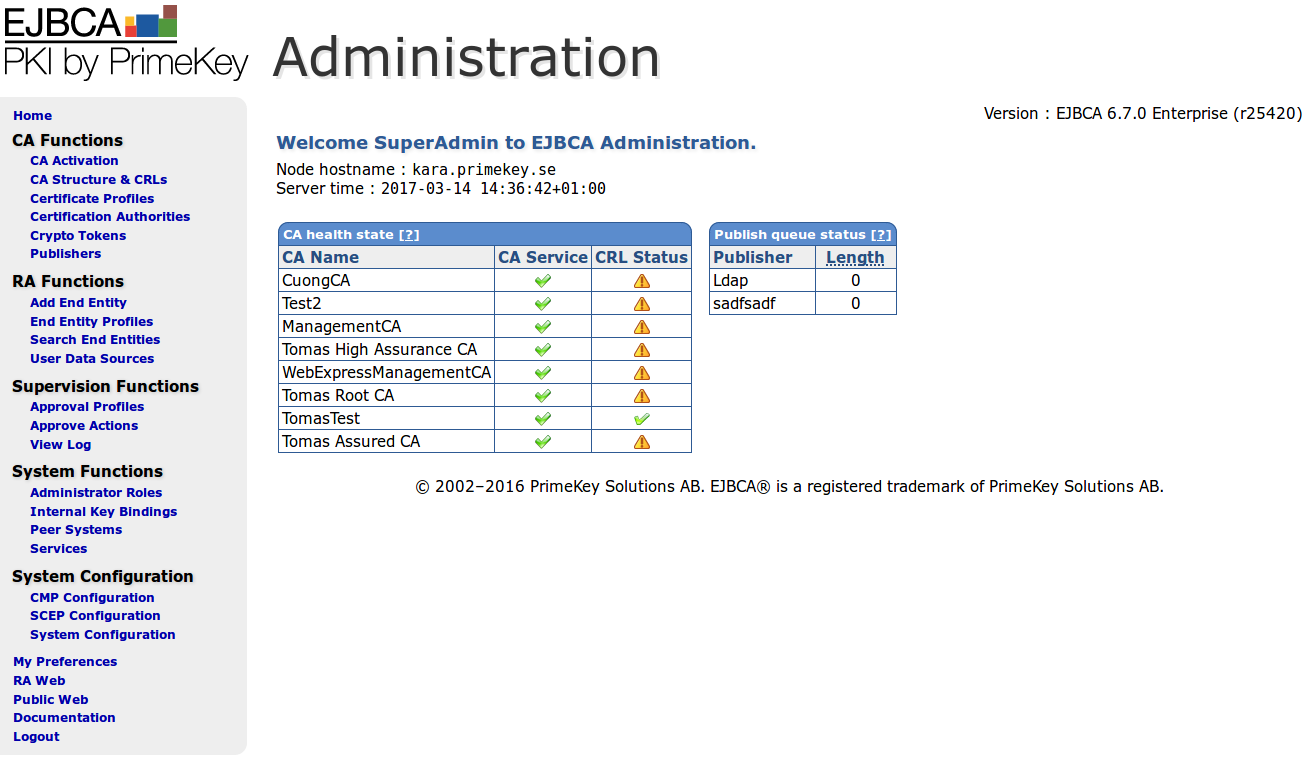 EJBCA
PKI by PrimeKey
Administration
Home
CA Functions
CA Activation
CA Structure & CRLs
Certificate Profiles
Certification Authorities
Crypto Tokens
Publishers
RA Functions
Add End Entity
End Entity Profiles
Search End Entities
User Data Sources
Supervision Functions
Approval Profiles
Approve Actions
View Log
System Functions
Administrator Roles
Internal Key Bindings
Peer Systems
Services
System Configuration
CMP Configuration
SCEP Configuration
System Configuration
My Preferences
RA Web
Public Web
Documentation
Logout
Version : EJBCA 6.7.0 Enterprise (r25420)
Welcome SuperAdmin to EJBCA Administration.
Node hostname : kara.primekey.se
Server time : 2017-03-14 14:36:42+01:00
CA health state [?]
CA Name CA Service CRL Status
CuongCA
Test2
ManagementCA
Tomas High Assurance CA
WebExpressManagementCA
Tomas Root CA
TomasTest
Tomas Assured CA
Publish queue status [?]
Publisher Length
Ldap 0
sadfsadf 0
© 2002–2016 PrimeKey Solutions AB. EJBCA® is a registered trademark of PrimeKey Solutions AB.